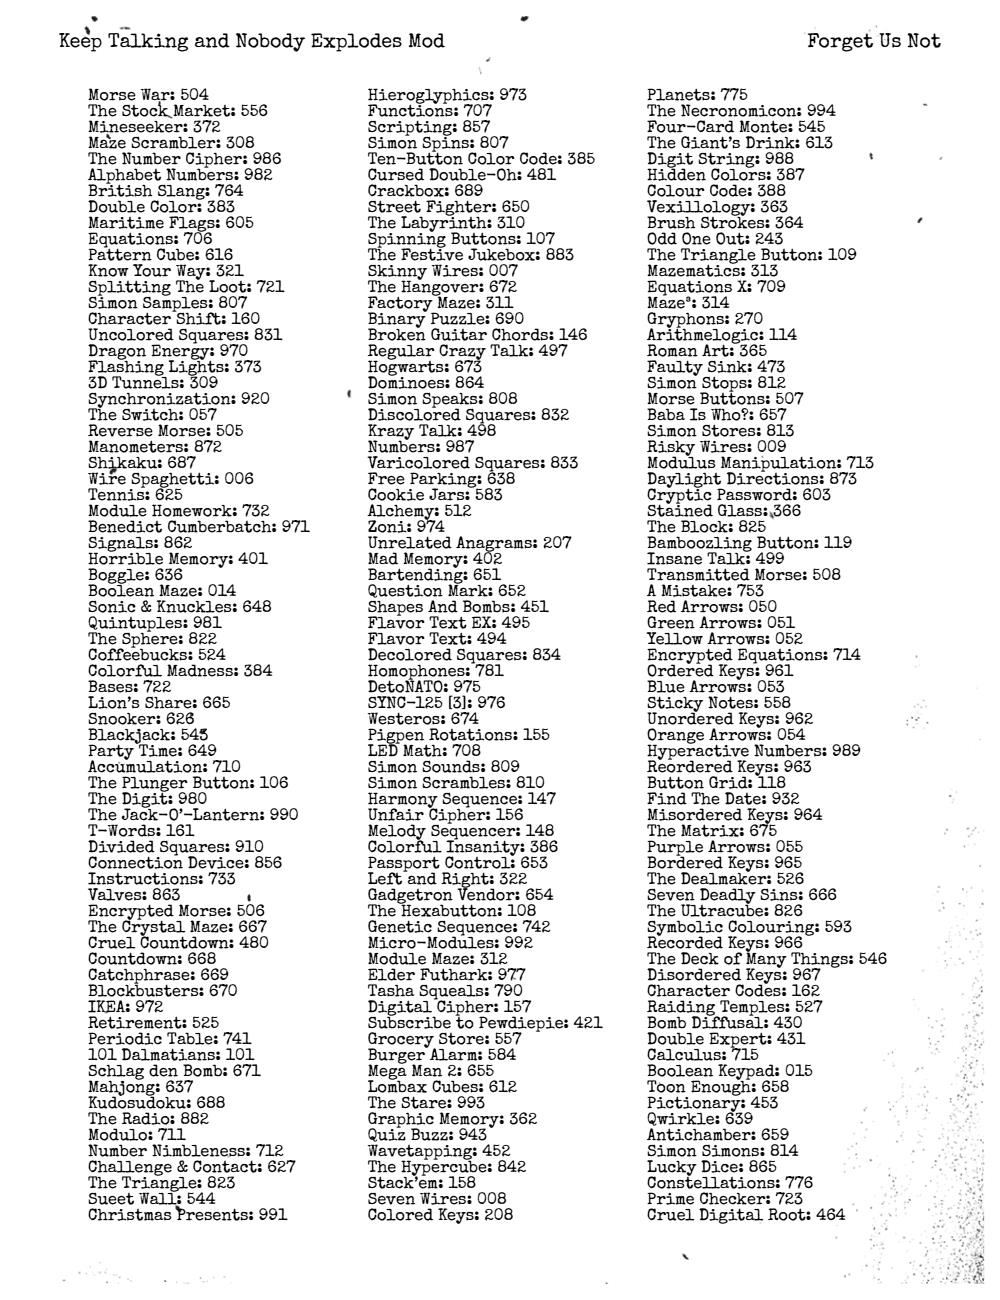 Keep Talking and Nobody Explodes Mod
Forget Us Not
Morse War: 504
The Stock Market: 556
Mineseeker: 372
Maze Scrambler: 308
The Number Cipher: 986
Alphabet Numbers: 982
British Slang: 764
Double Color: 383
Maritime Flags: 605
Equations: 706
Pattern Cube: 616
Know Your Way: 321
Splitting The Loot: 721
Simon Samples: 807
Character Shift: 160
Uncolored Squares: 831
Dragon Energy: 970
Flashing Lights: 373
3D Tunnels: 309
Synchronization: 920
The Switch: 057
Reverse Morse: 505
Manometers: 872
Shikaku: 687
Wire Spaghetti: 006
Tennis: 625
Module Homework: 732
Benedict Cumberbatch: 971
Signals: 862
Horrible Memory: 401
Boggle: 636
Boolean Maze: 014
Sonic & Knuckles: 648
Quintuples: 981
The Sphere: 822
Coffeebucks: 524
Colorful Madness: 384
Bases: 722
Lion's Share: 665
Snooker: 626
Blackjack: 543
Party Time: 649
Accumulation: 710
The Plunger Button: 106
The Digit: 980
The Jack-O'-Lantern: 990
T-Words: 161
Divided Squares: 910
Connection Device: 856
Instructions: 733
Valves: 863
Encrypted Morse: 506
The Crystal Maze: 667
Cruel Countdown: 480
Countdown: 668
Catchphrase: 669
Blockbusters: 670
IKEA: 972
Retirement: 525
Periodic Table: 741
101 Dalmatians: 101
Schlag den Bomb: 671
Mahjong: 637
Kudosudoku: 688
The Radio: 882
Modulo: 711
Number Nimbleness: 712
Challenge & Contact: 627
The Triangle: 823
Sueet Wall: 544
Christmas Presents: 991
Hieroglyphics: 973
Functions: 707
Scripting: 857
Simon Spins: 807
Ten-Button Color Code: 385
Cursed Double-Oh: 481
Crackbox: 689
Street Fighter: 650
The Labyrinth: 310
Spinning Buttons: 107
The Festive Jukebox: 883
Skinny Wires: 007
The Hangover: 672
Factory Maze: 311
Binary Puzzle: 690
Broken Guitar Chords: 146
Regular Crazy Talk: 497
Hogwarts: 673
Dominoes: 864
Simon Speaks: 808
Discolored Squares: 832
Krazy Talk: 498
Numbers: 987
Varicolored Squares: 833
Free Parking: 638
Cookie Jars: 583
Alchemy: 512
Zoni: 974
Unrelated Anagrams: 207
Mad Memory: 402
Bartending: 651
Question Mark: 652
Shapes And Bombs: 451
Flavor Text EX: 495
Flavor Text: 494
Decolored Squares: 834
Homophones: 781
DetoNATO: 975
SYNC-125 [3]: 976
Westeros: 674
Pigpen Rotations: 155
LED Math: 708
Simon Sounds: 809
Simon Scrambles: 810
Harmony Sequence: 147
Unfair Cipher: 156
Melody Sequencer: 148
Colorful Insanity: 386
Passport Control: 653
Left and Right: 322
Gadgetron Vendor: 654
The Hexabutton: 108
Genetic Sequence: 742
Micro-Modules: 992
Module Maze: 312
Elder Futhark: 977
Tasha Squeals: 790
Digital Cipher: 157
Subscribe to Pewdiepie: 421
Grocery Store: 557
Burger Alarm: 584
Mega Man 2: 655
Lombax Cubes: 612
The Stare: 993
Graphic Memory: 362
Quiz Buzz: 943
Wavetapping: 452
The Hypercube: 842
Stack'em: 158
Seven Wires: 008
Colored Keys: 208
Planets: 775
The Necronomicon: 994
Four-Card Monte: 545
The Giant's Drink: 613
Digit String: 988
Hidden Colors: 387
Colour Code: 388
Vexillology: 363
Brush Strokes: 364
Odd One Out: 243
The Triangle Button: 109
Mazematics: 313
Equations X: 709
Maze³: 314
Gryphons: 270
Arithmelogic: 114
Roman Art: 365
Faulty Sink: 473
Simon Stops: 812
Morse Buttons: 507
Baba Is Who?: 657
Simon Stores: 813
Risky Wires: 009
Modulus Manipulation: 713
Daylight Directions: 873
Cryptic Password: 603
Stained Glass: 366
The Block: 825
Bamboozling Button: 119
Insane Talk: 499
Transmitted Morse: 508
A Mistake: 753
Red Arrows: 050
Green Arrows: 051
Yellow Arrows: 052
Encrypted Equations: 714
Ordered Keys: 961
Blue Arrows: 053
Sticky Notes: 558
Unordered Keys: 962
Orange Arrows: 054
Hyperactive Numbers: 989
Reordered Keys: 963
Button Grid: 118
Find The Date: 932
Misordered Keys: 964
The Matrix: 675
Purple Arrows: 055
Bordered Keys: 965
The Dealmaker: 526
Seven Deadly Sins: 666
The Ultracube: 826
Symbolic Colouring: 593
Recorded Keys: 966
The Deck of Many Things: 546
Disordered Keys: 967
Character Codes: 162
Raiding Temples: 527
Bomb Diffusal: 430
Double Expert: 431
Calculus: 715
Boolean Keypad: 015
Toon Enough: 658
Pictionary: 453
Qwirkle: 639
Antichamber: 659
Simon Simons: 814
Lucky Dice: 865
Constellations: 776
Prime Checker: 723
Cruel Digital Root: 464